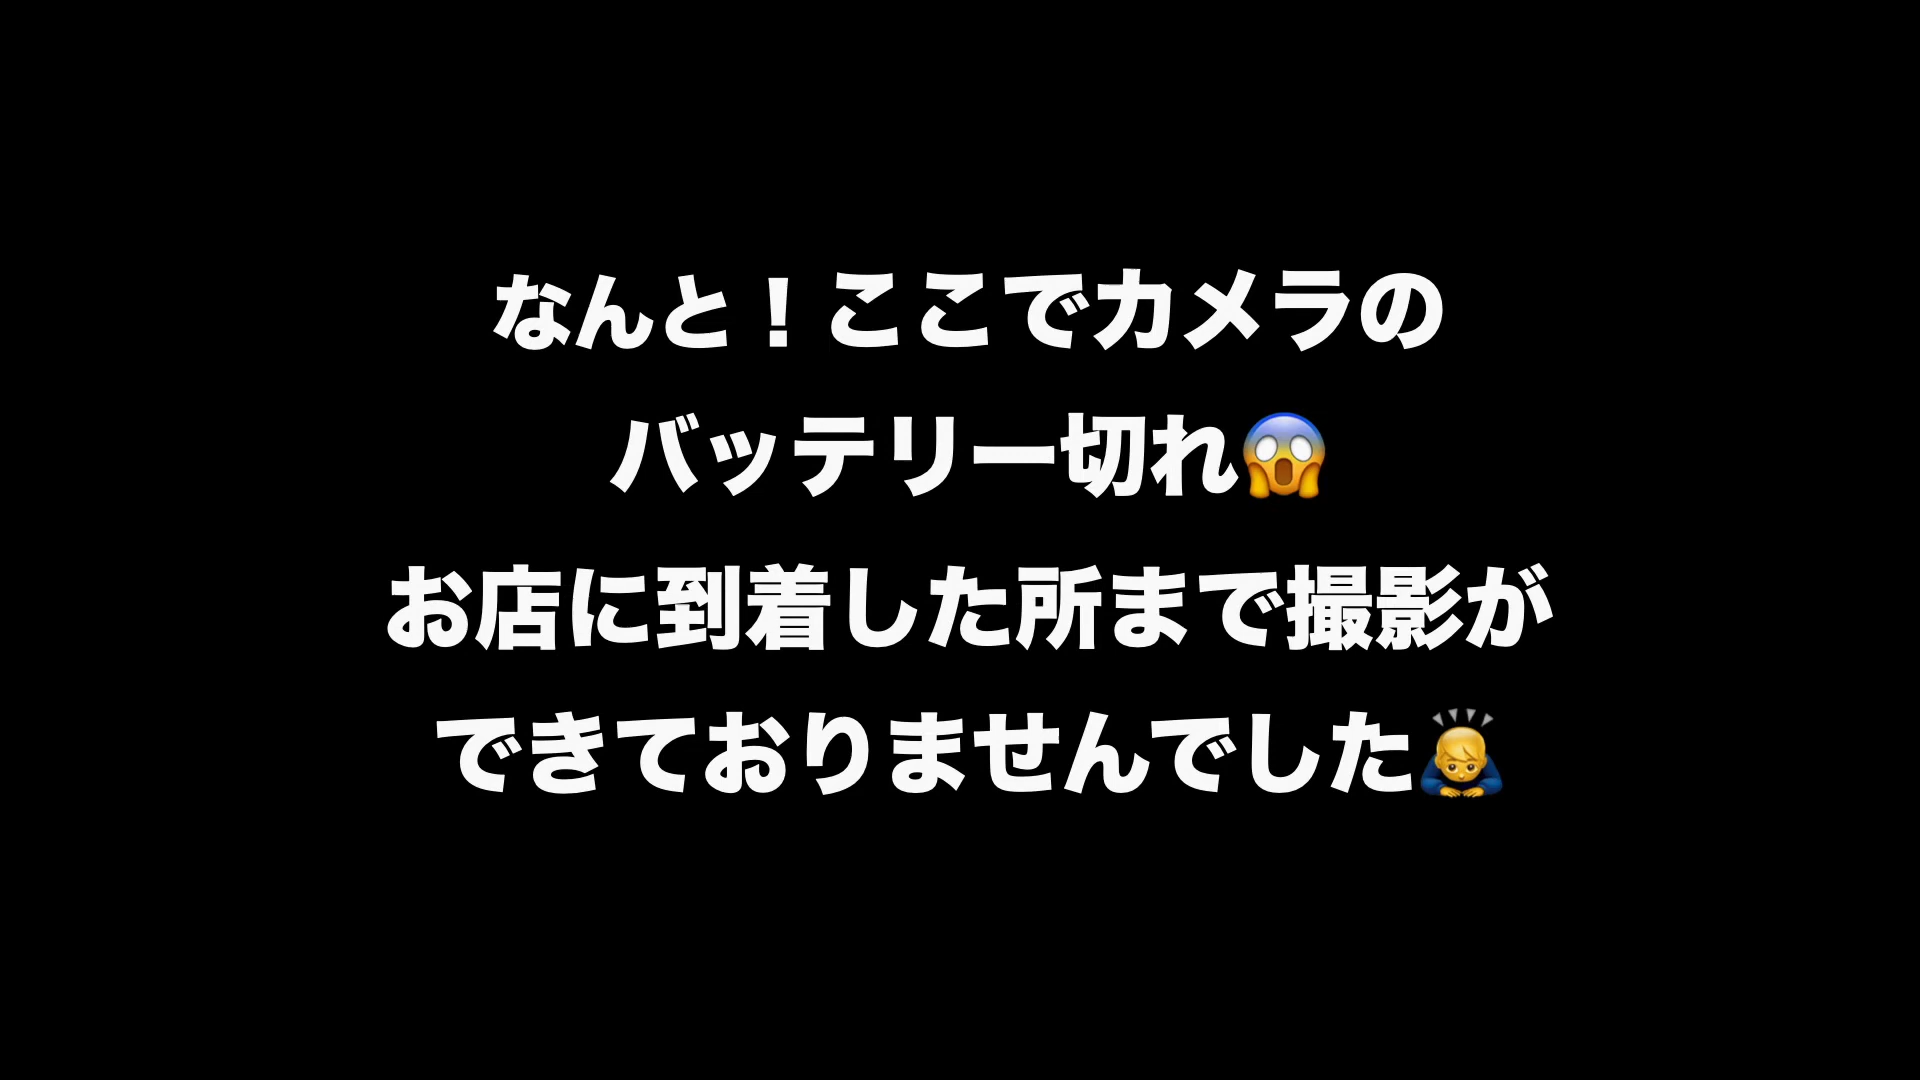 なんと！ここでカメラの
バッテリー切れ😱
お店に到着した所まで撮影が
できておりませんでした🙇